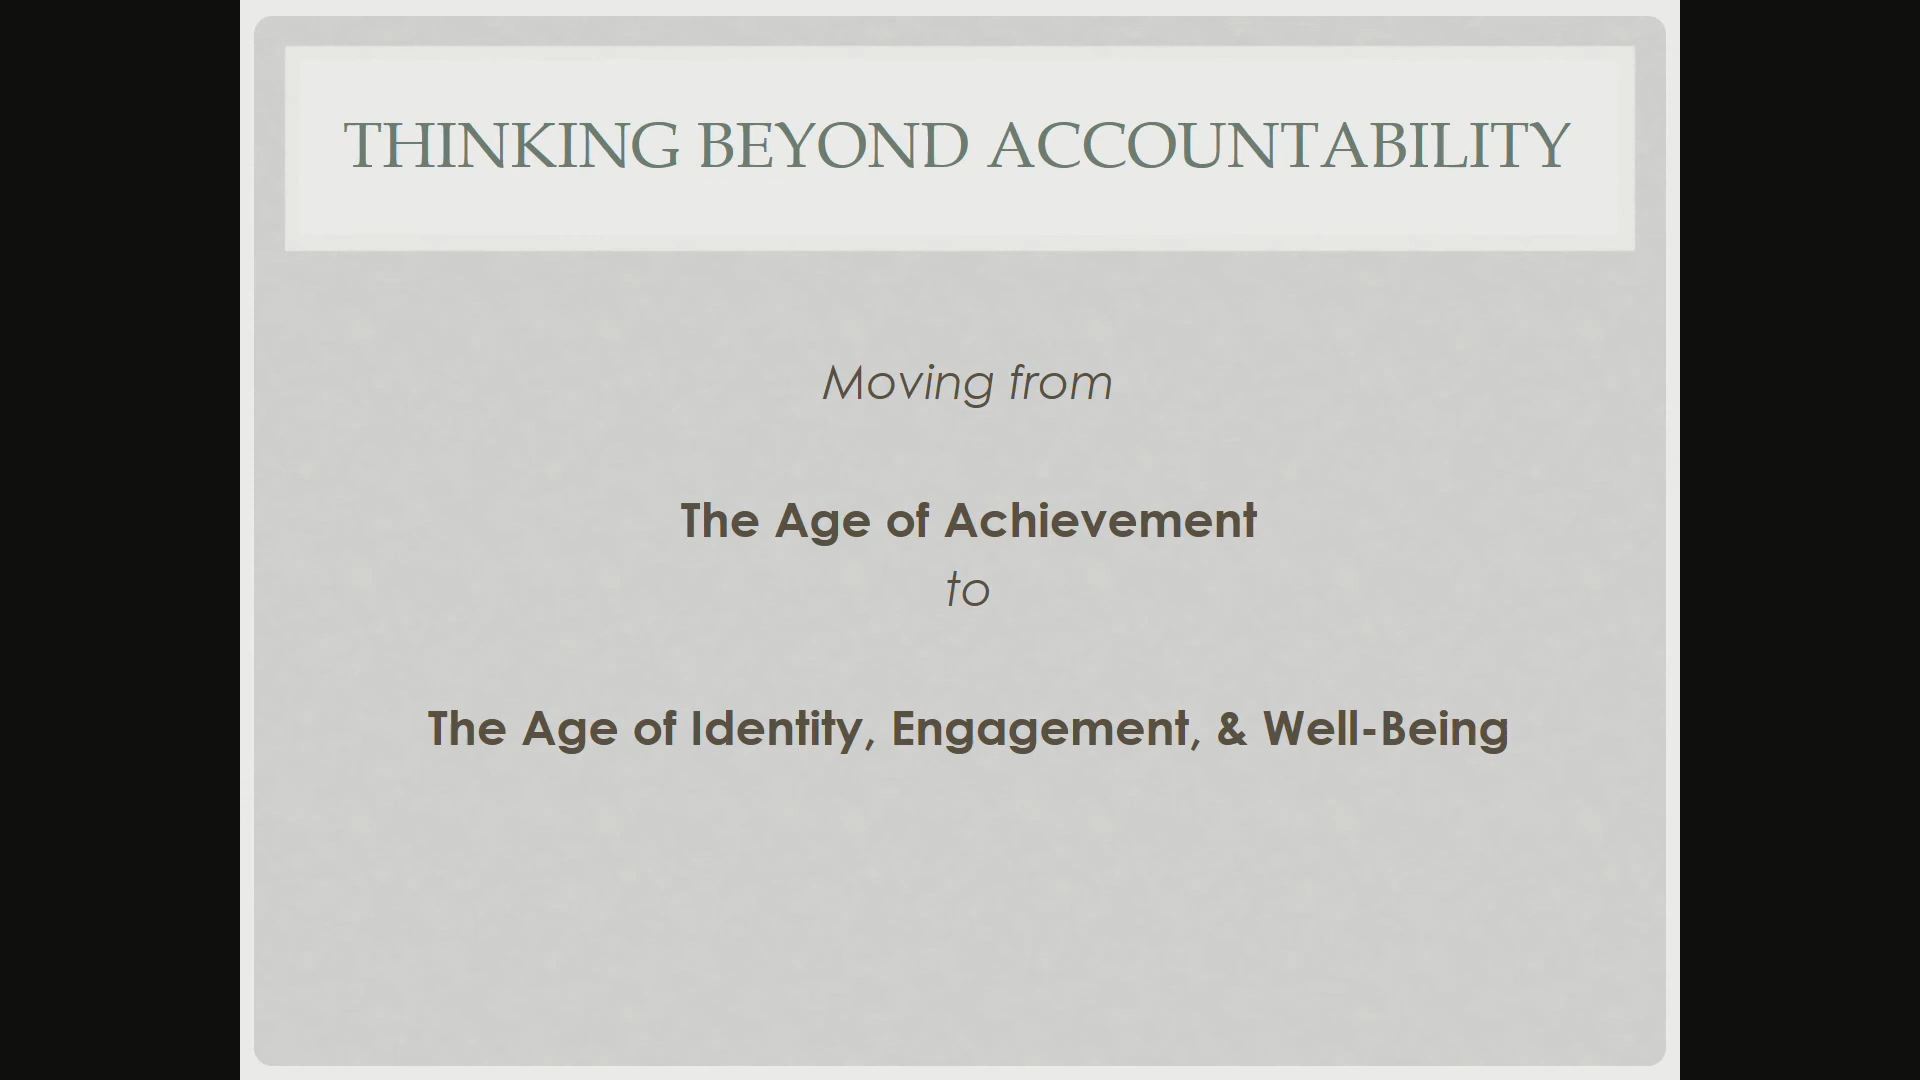 THINKING BEYOND ACCOUNTABILITY
Moving from
The Age of Achievement
to
The Age of Identity, Engagement, & Well-Being